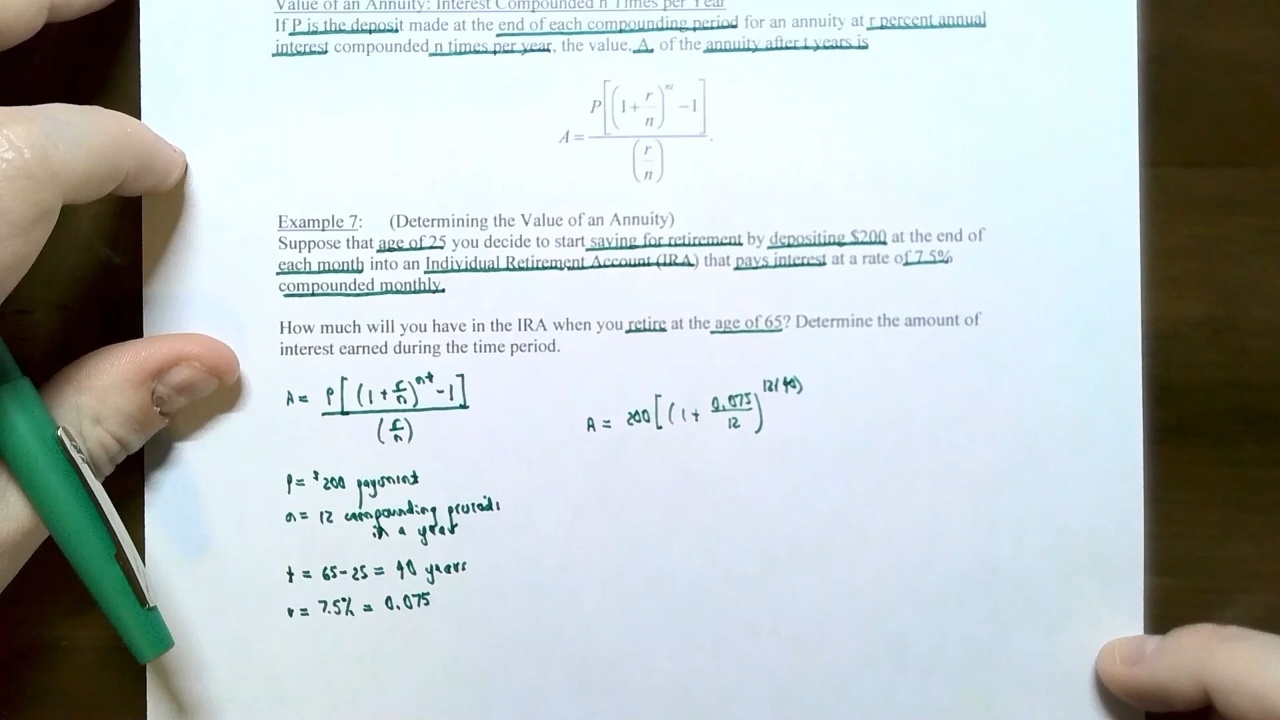 Value of an Annuity: Interest Compounded n Times per Year
If P is the deposit made at the end of each compounding period for an annuity at r percent annual
interest compounded n times per year, the value, A, of the annuity after t years is
A = P[(1+r/n)^nt −1] / (r/n).
Example 7: (Determining the Value of an Annuity)
Suppose that age of 25 you decide to start saving for retirement by depositing $200 at the end of
each month into an Individual Retirement Account (IRA) that pays interest at a rate of 7.5%
compounded monthly.
How much will you have in the IRA when you retire at the age of 65? Determine the amount of
interest earned during the time period.
A = P[(1+r/n)^nt -1] / (r/n)
A = 200[(1+ 0.075/12)^12(40)
P = $200 payment
n = 12 compounding periods
in a year
t = 65-25 = 40 years
r = 7.5% = 0.075